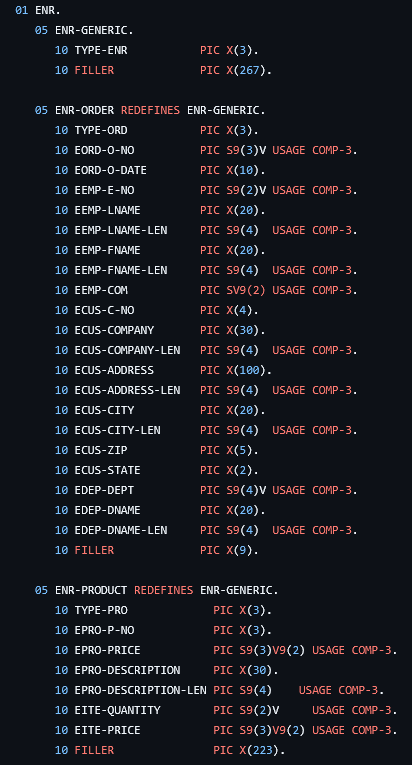 01 ENR.
05 ENR-GENERIC.
10 TYPE-ENR PIC X(3).
10 FILLER PIC X(267).
05 ENR-ORDER REDEFINES ENR-GENERIC.
10 TYPE-ORD PIC X(3).
10 EORD-O-NO PIC S9(3)V USAGE COMP-3.
10 EORD-O-DATE PIC X(10).
10 EEMP-E-NO PIC S9(2)V USAGE COMP-3.
10 EEMP-LNAME PIC X(20).
10 EEMP-LNAME-LEN PIC S9(4) USAGE COMP-3.
10 EEMP-FNAME PIC X(20).
10 EEMP-FNAME-LEN PIC S9(4) USAGE COMP-3.
10 EEMP-COM PIC SV9(2) USAGE COMP-3.
10 ECUS-C-NO PIC X(4).
10 ECUS-COMPANY PIC X(30).
10 ECUS-COMPANY-LEN PIC S9(4) USAGE COMP-3.
10 ECUS-ADDRESS PIC X(100).
10 ECUS-ADDRESS-LEN PIC S9(4) USAGE COMP-3.
10 ECUS-CITY PIC X(20).
10 ECUS-CITY-LEN PIC S9(4) USAGE COMP-3.
10 ECUS-ZIP PIC X(5).
10 ECUS-STATE PIC X(2).
10 EDEP-DEPT PIC S9(4)V USAGE COMP-3.
10 EDEP-DNAME PIC X(20).
10 EDEP-DNAME-LEN PIC S9(4) USAGE COMP-3.
10 FILLER PIC X(9).
05 ENR-PRODUCT REDEFINES ENR-GENERIC.
10 TYPE-PRO PIC X(3).
10 EPRO-P-NO PIC X(3).
10 EPRO-PRICE PIC S9(3)V9(2) USAGE COMP-3.
10 EPRO-DESCRIPTION PIC X(30).
10 EPRO-DESCRIPTION-LEN PIC S9(4) USAGE COMP-3.
10 EITE-QUANTITY PIC S9(2)V USAGE COMP-3.
10 EITE-PRICE PIC S9(3)V9(2) USAGE COMP-3.
10 FILLER PIC X(223).